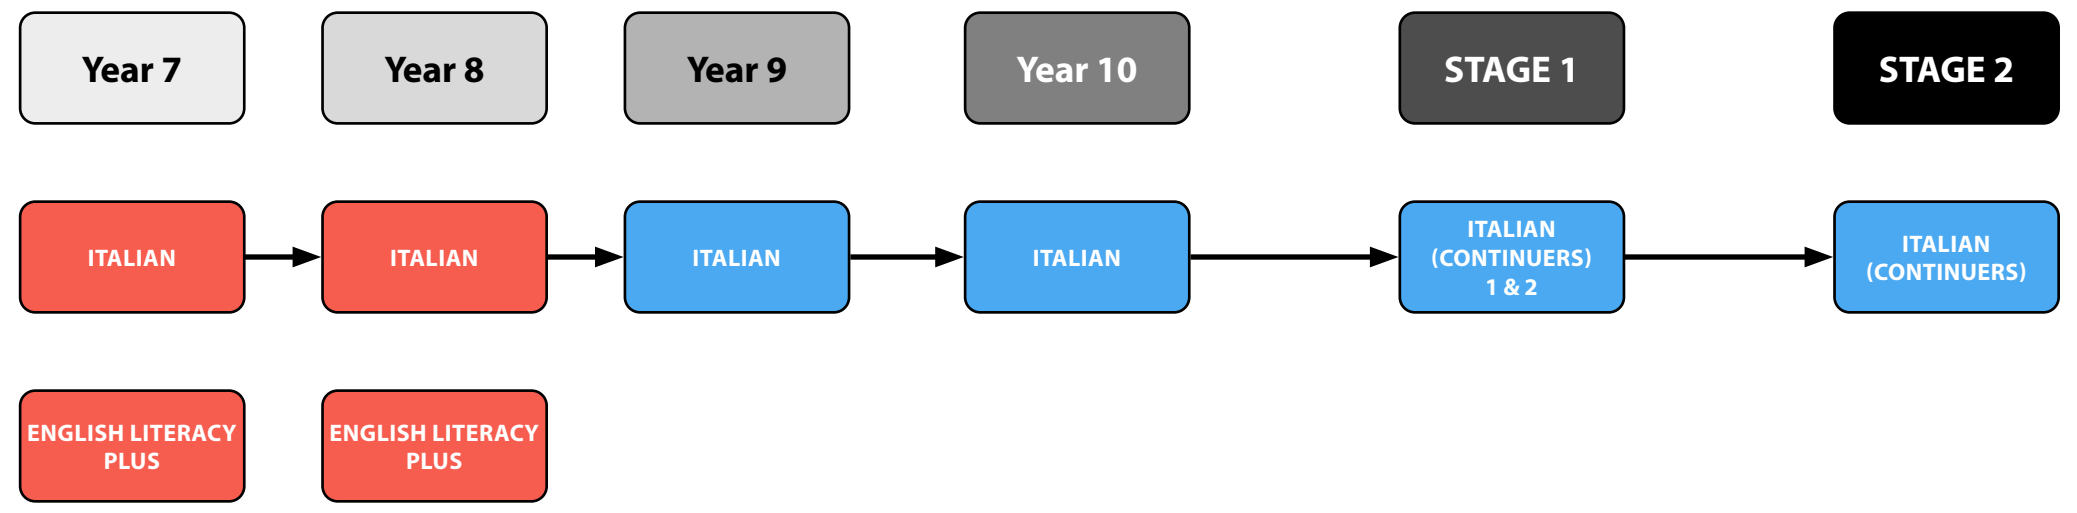 Year 7
Year 8
Year 9
Year 10
STAGE 1
STAGE 2
ITALIAN
ITALIAN
ITALIAN
ITALIAN
ITALIAN
(CONTINUERS)
1 & 2
ITALIAN
(CONTINUERS)
ENGLISH LITERACY
PLUS
ENGLISH LITERACY
PLUS